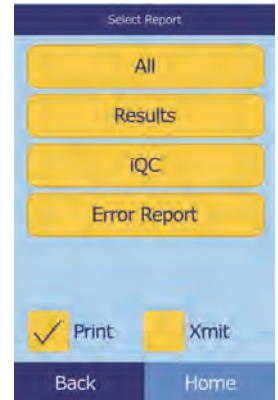 Select Report
All
Results
iQC
Error Report
Print Xmit
Back Home